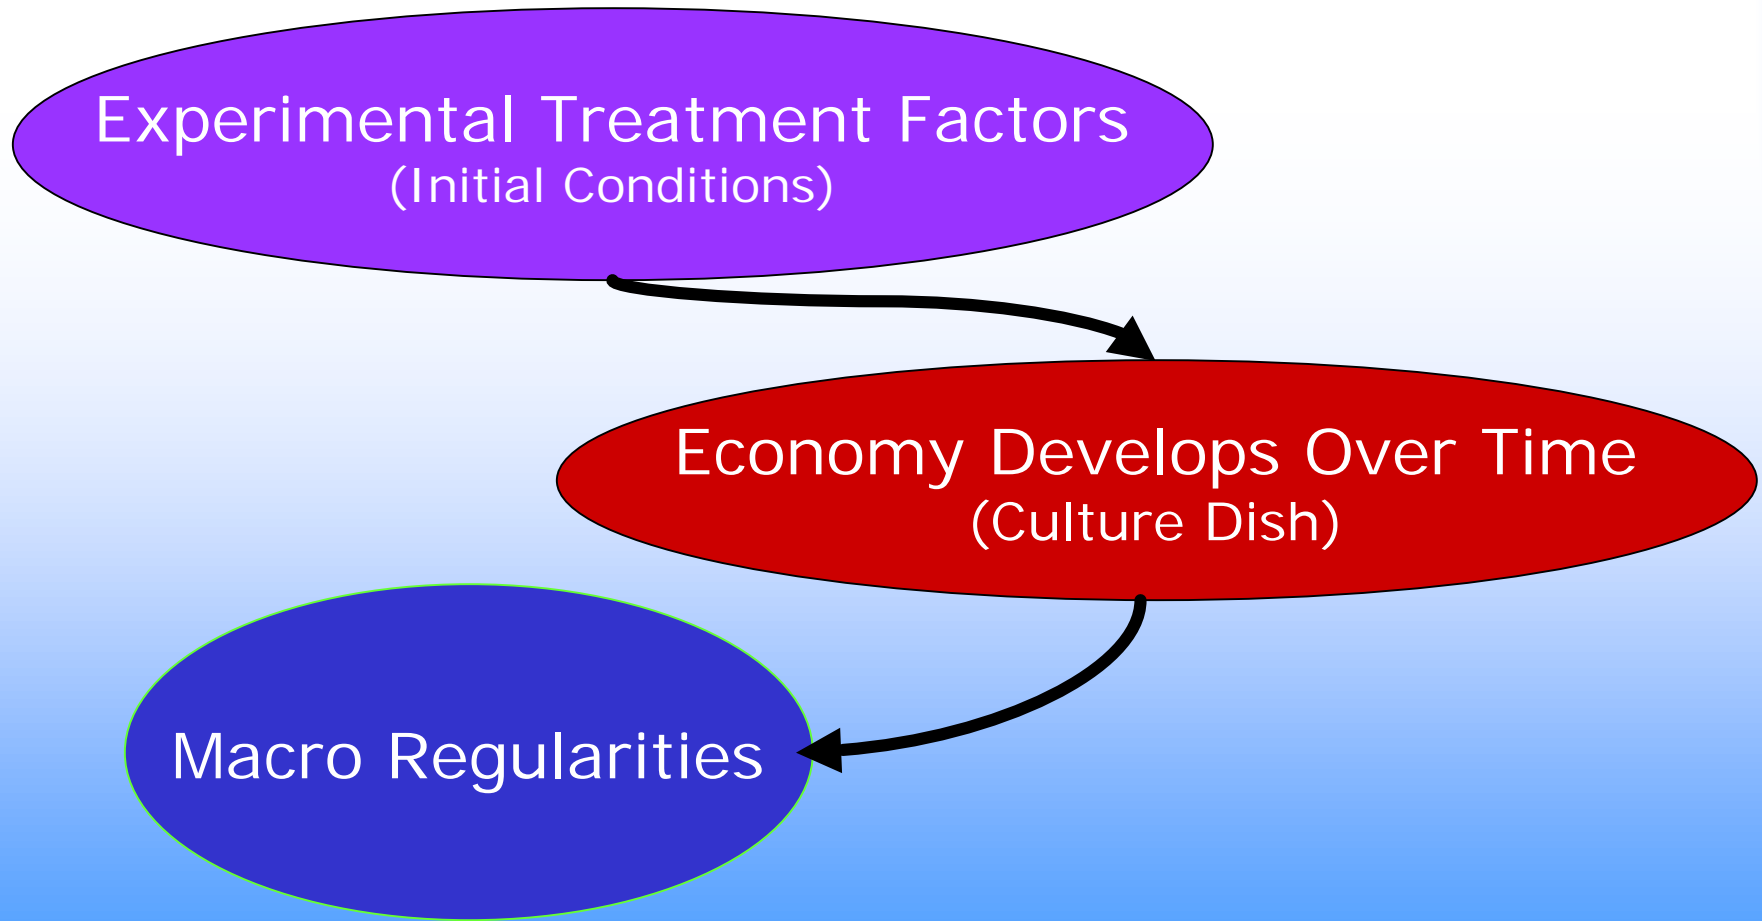 Experimental Treatment Factors
(Initial Conditions)
Economy Develops Over Time
(Culture Dish)
Macro Regularities